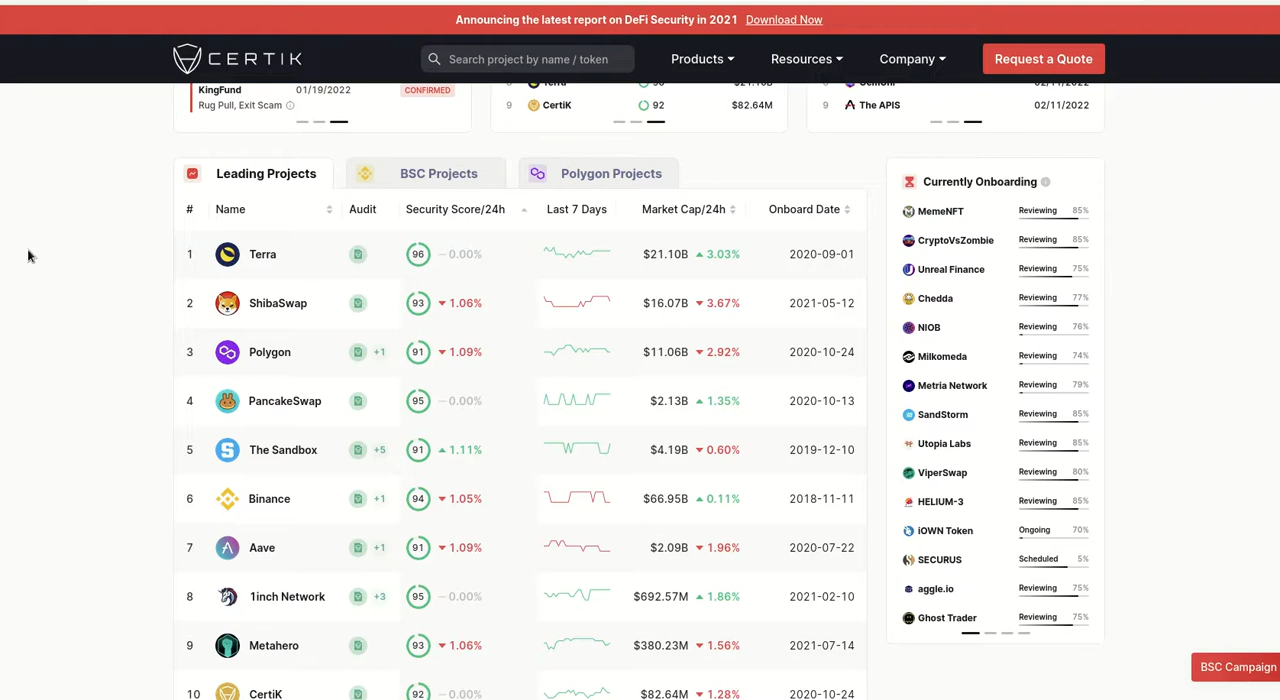 Announcing the latest report on DeFi Security in 2021 Download Now
CERTIK
Search project by name / token
Products
Resources
Company
Request a Quote
KingFund 01/19/2022 CONFIRMED
Rug Pull, Exit Scam
9 CertiK 92 $82.64M
9 The APIS 02/11/2022
Leading Projects
BSC Projects
Polygon Projects
# Name Audit Security Score/24h Last 7 Days Market Cap/24h Onboard Date
1 Terra 96 0.00% $21.10B 3.03% 2020-09-01
2 ShibaSwap 93 1.06% $16.07B 3.67% 2021-05-12
3 Polygon +1 91 1.09% $11.06B 2.92% 2020-10-24
4 PancakeSwap 95 0.00% $2.13B 1.35% 2020-10-13
5 The Sandbox +5 91 1.11% $4.19B 0.60% 2019-12-10
6 Binance +1 94 1.05% $66.95B 0.11% 2018-11-11
7 Aave +1 91 1.09% $2.09B 1.96% 2020-07-22
8 1inch Network +3 95 0.00% $692.57M 1.86% 2021-02-10
9 Metahero 93 1.06% $380.23M 1.56% 2021-07-14
10 CertiK 92 0.00% $82.64M 1.28% 2020-10-24
Currently Onboarding
MemeNFT Reviewing 85%
CryptoVsZombie Reviewing 85%
Unreal Finance Reviewing 75%
Chedda Reviewing 77%
NIOB Reviewing 76%
Milkomeda Reviewing 74%
Metria Network Reviewing 79%
SandStorm Reviewing 85%
Utopia Labs Reviewing 85%
ViperSwap Reviewing 80%
HELIUM-3 Reviewing 85%
iOWN Token Ongoing 70%
SECURUS Scheduled 5%
aggle.io Reviewing 75%
Ghost Trader Reviewing 75%
BSC Campaign